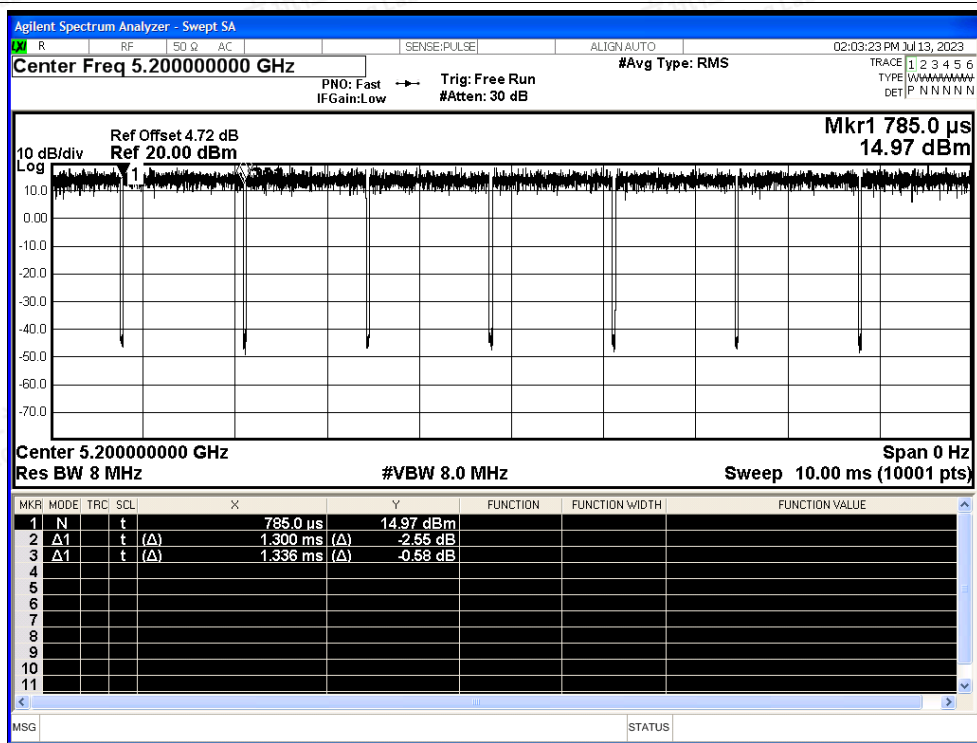 Agilent Spectrum Analyzer - Swept SA
LXI R RF 50 Ω AC SENSE:PULSE ALIGN AUTO 02:03:23 PM Jul 13, 2023
Center Freq 5.200000000 GHz
PNO: Fast
IFGain:Low
Trig: Free Run
#Atten: 30 dB
#Avg Type: RMS
TRACE 1 2 3 4 5 6
TYPE
DET P N N N N N
Mkr1 785.0 µs
14.97 dBm
Ref Offset 4.72 dB
10 dB/div Ref 20.00 dBm
Log
1
10.0
0.00
-10.0
-20.0
-30.0
-40.0
-50.0
-60.0
-70.0
Center 5.200000000 GHz Span 0 Hz
Res BW 8 MHz #VBW 8.0 MHz Sweep 10.00 ms (10001 pts)
MKR MODE TRC SCL X Y FUNCTION FUNCTION WIDTH FUNCTION VALUE
1 N t 785.0 µs 14.97 dBm
2 Δ1 t (Δ) 1.300 ms (Δ) -2.55 dB
3 Δ1 t (Δ) 1.336 ms (Δ) -0.58 dB
4
5
6
7
8
9
10
11
MSG STATUS